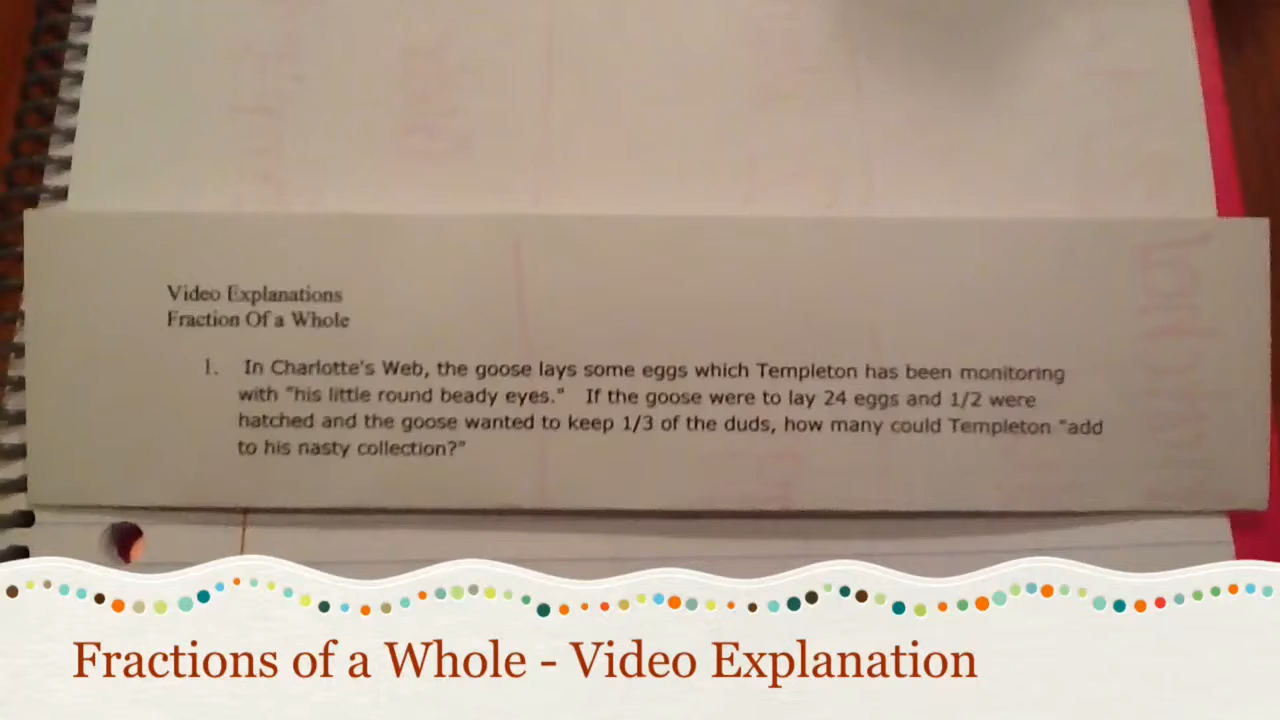 Video Explanations
Fraction Of a Whole
1. In Charlotte's Web, the goose lays some eggs which Templeton has been monitoring
with "his little round beady eyes." If the goose were to lay 24 eggs and 1/2 were
hatched and the goose wanted to keep 1/3 of the duds, how many could Templeton "add
to his nasty collection?"
Fractions of a Whole - Video Explanation